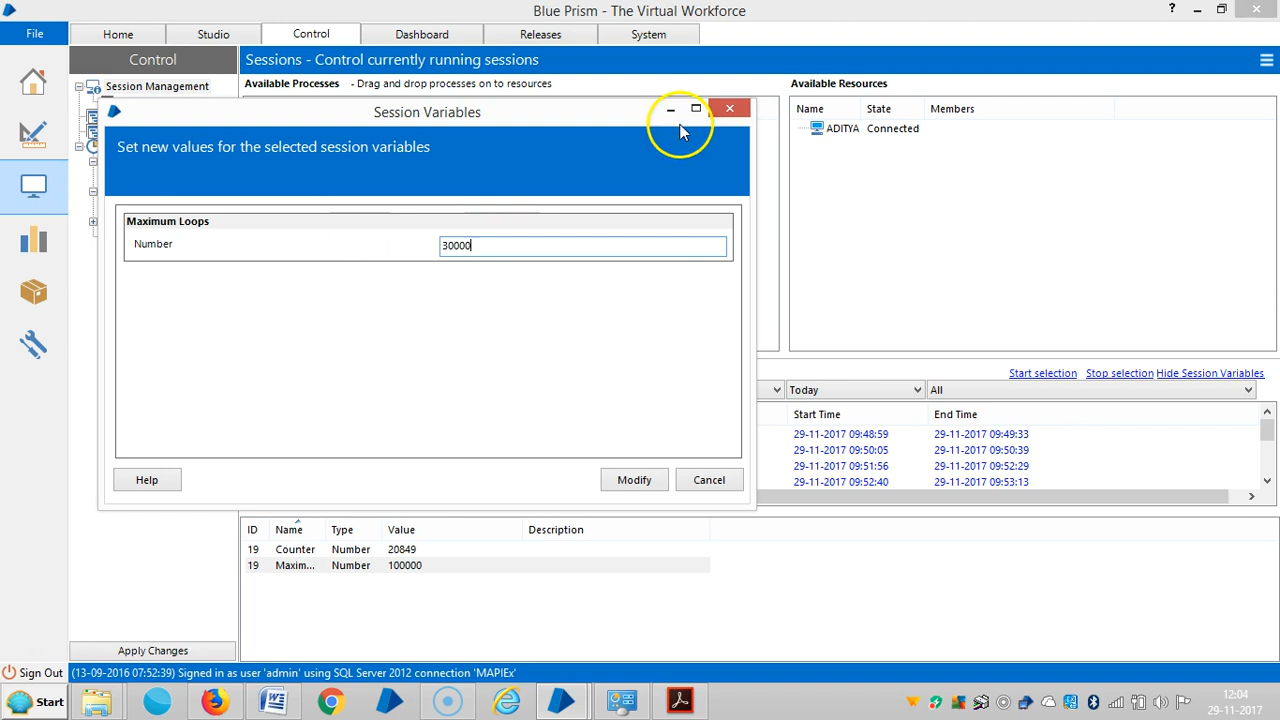 Blue Prism - The Virtual Workforce
?
File
Home
Studio
Control
Dashboard
Releases
System
Control
Sessions - Control currently running sessions
Session Management
Available Processes - Drag and drop processes on to resources
Available Resources
Name State Members
ADITYA Connected
Session Variables
Set new values for the selected session variables
Maximum Loops
Number 30000
Help
Modify
Cancel
Start selection Stop selection Hide Session Variables
Today
All
Start Time End Time
29-11-2017 09:48:59 29-11-2017 09:49:33
29-11-2017 09:50:05 29-11-2017 09:50:39
29-11-2017 09:51:56 29-11-2017 09:52:29
29-11-2017 09:52:40 29-11-2017 09:53:13
ID Name Type Value Description
19 Counter Number 20849
19 Maxim... Number 100000
Apply Changes
Sign Out
(13-09-2016 07:52:39) Signed in as user 'admin' using SQL Server 2012 connection 'MAPIEx'
Start
12:04
29-11-2017